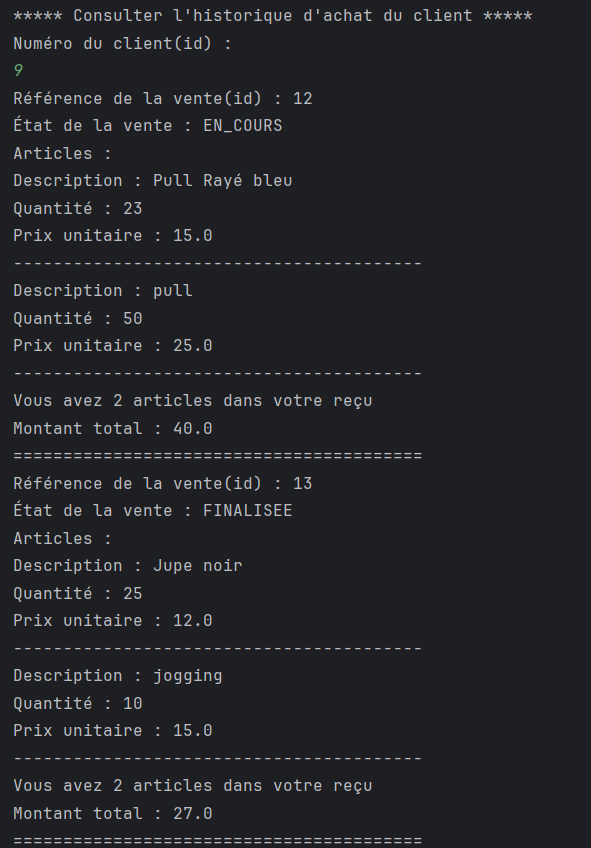 ***** Consulter l'historique d'achat du client *****
Numéro du client(id) :
9
Référence de la vente(id) : 12
État de la vente : EN_COURS
Articles :
Description : Pull Rayé bleu
Quantité : 23
Prix unitaire : 15.0
-----------------------------------------
Description : pull
Quantité : 50
Prix unitaire : 25.0
-----------------------------------------
Vous avez 2 articles dans votre reçu
Montant total : 40.0
=========================================
Référence de la vente(id) : 13
État de la vente : FINALISEE
Articles :
Description : Jupe noir
Quantité : 25
Prix unitaire : 12.0
-----------------------------------------
Description : jogging
Quantité : 10
Prix unitaire : 15.0
-----------------------------------------
Vous avez 2 articles dans votre reçu
Montant total : 27.0
=========================================